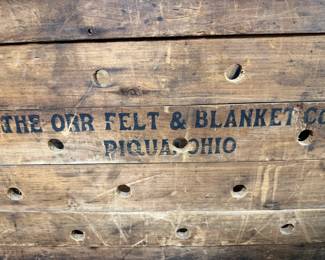 THE ORR FELT & BLANKET CO
PIQUA, OHIO